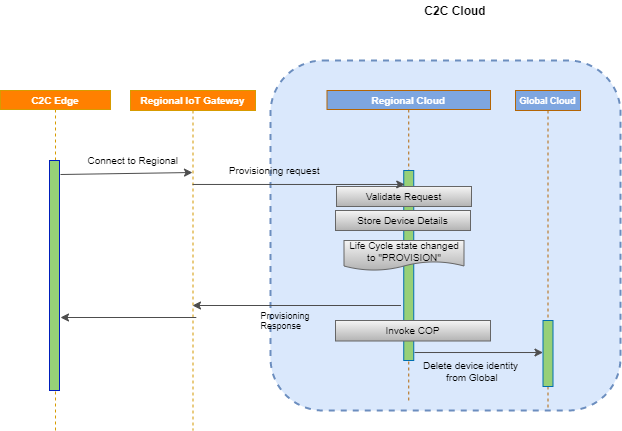 C2C Cloud
C2C Edge
Regional IoT Gateway
Regional Cloud
Global Cloud
Connect to Regional
Provisioning request
Validate Request
Store Device Details
Life Cycle state changed
to "PROVISION"
Provisioning
Response
Invoke COP
Delete device identity
from Global